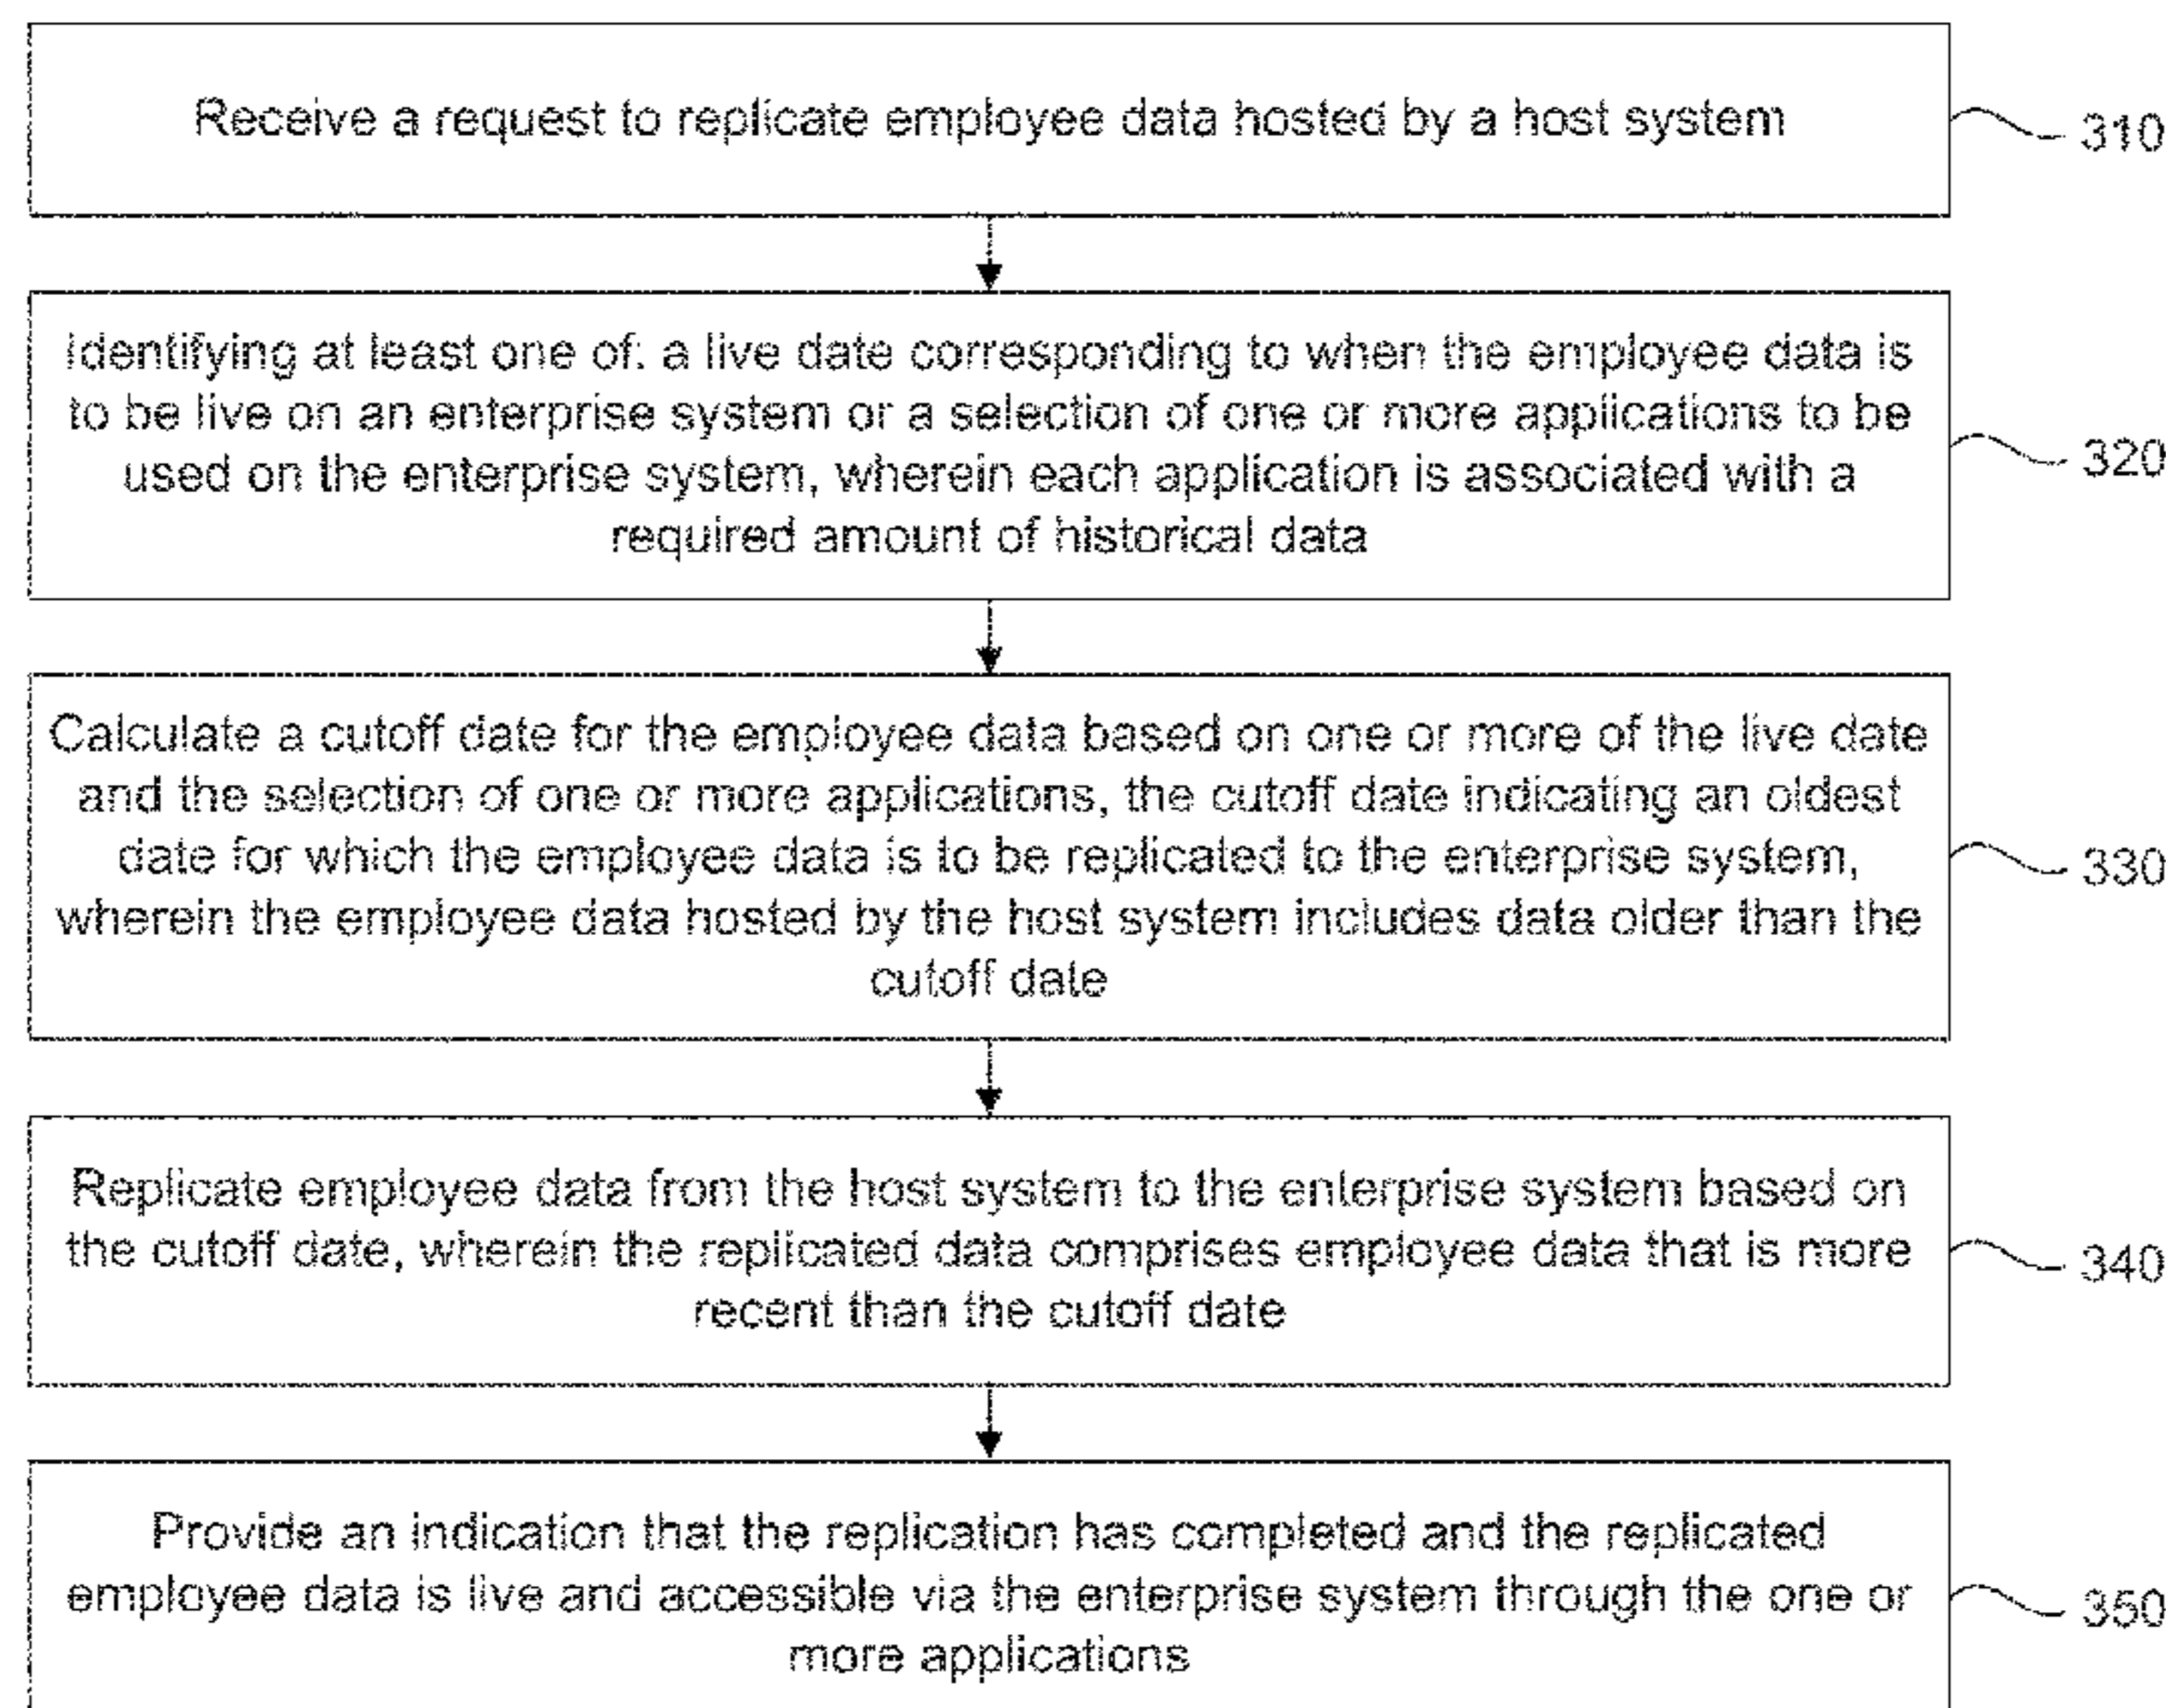 Receive a request to replicate employee data hosted by a host system
310
Identifying at least one of: a live date corresponding to when the employee data is
to be live on an enterprise system or a selection of one or more applications to be
used on the enterprise system, wherein each application is associated with a
required amount of historical data
320
Calculate a cutoff date for the employee data based on one or more of the live date
and the selection of one or more applications, the cutoff date indicating an oldest
date for which the employee data is to be replicated to the enterprise system,
wherein the employee data hosted by the host system includes data older than the
cutoff date
330
Replicate employee data from the host system to the enterprise system based on
the cutoff date, wherein the replicated data comprises employee data that is more
recent than the cutoff date
340
Provide an indication that the replication has completed and the replicated
employee data is live and accessible via the enterprise system through the one or
more applications
350